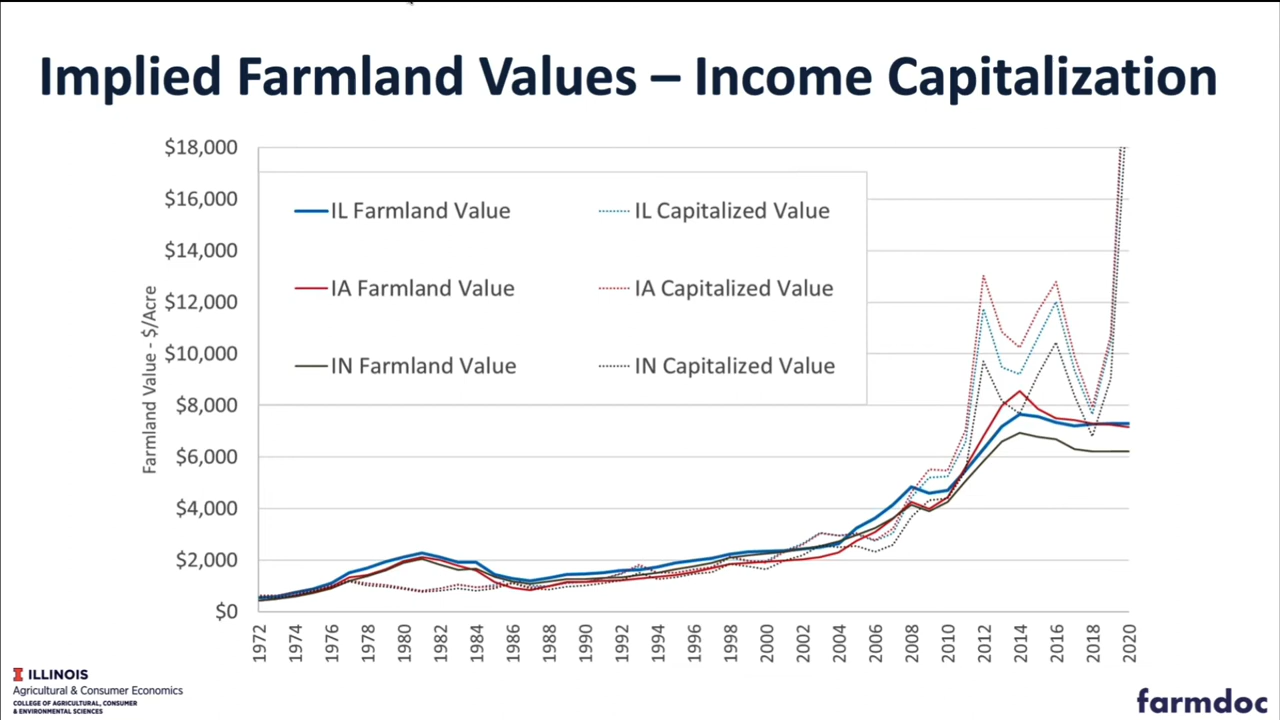 Implied Farmland Values – Income Capitalization
Farmland Value - $/Acre
$18,000
$16,000
$14,000
$12,000
$10,000
$8,000
$6,000
$4,000
$2,000
$0
IL Farmland Value
IL Capitalized Value
IA Farmland Value
IA Capitalized Value
IN Farmland Value
IN Capitalized Value
1972
1974
1976
1978
1980
1982
1984
1986
1988
1990
1992
1994
1996
1998
2000
2002
2004
2006
2008
2010
2012
2014
2016
2018
2020
I ILLINOIS
Agricultural & Consumer Economics
COLLEGE OF AGRICULTURAL, CONSUMER
& ENVIRONMENTAL SCIENCES
farmdoc